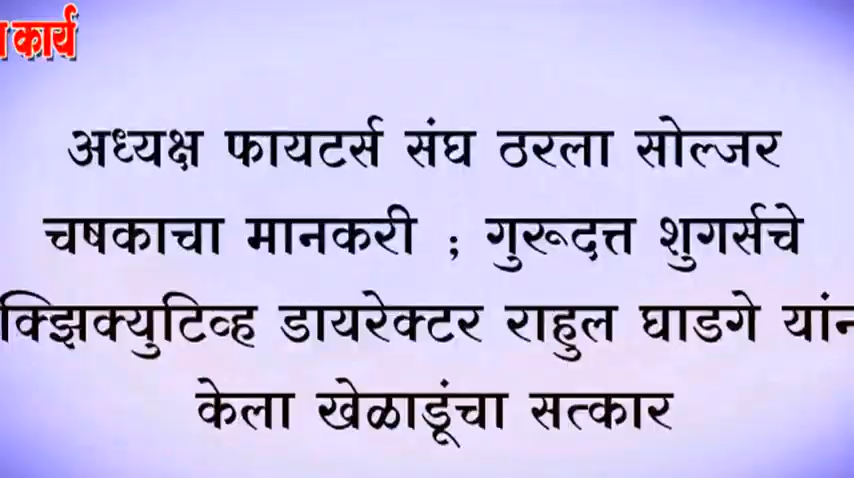 कार्य
अध्यक्ष फायटर्स संघ ठरला सोल्जर
चषकाचा मानकरी ; गुरूदत्त शुगर्सचे
क्झिक्युटिव्ह डायरेक्टर राहुल घाडगे यांन
केला खेळाडूंचा सत्कार